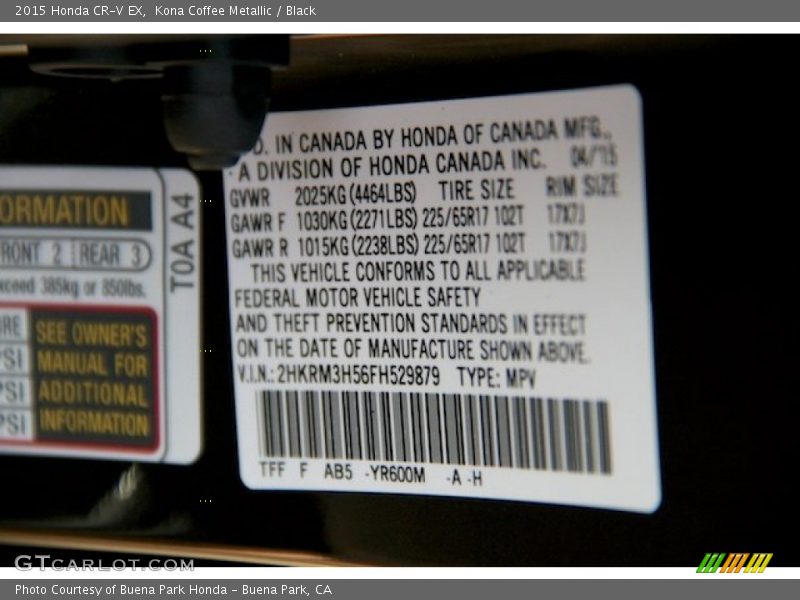 2015 Honda CR-V EX, Kona Coffee Metallic / Black
D. IN CANADA BY HONDA OF CANADA MFG.,
A DIVISION OF HONDA CANADA INC. 04/15
GVWR 2025KG (4464LBS) TIRE SIZE RIM SIZE
GAWR F 1030KG (2271LBS) 225/65R17 102T 17X7J
GAWR R 1015KG (2238LBS) 225/65R17 102T 17X7J
THIS VEHICLE CONFORMS TO ALL APPLICABLE
FEDERAL MOTOR VEHICLE SAFETY
AND THEFT PREVENTION STANDARDS IN EFFECT
ON THE DATE OF MANUFACTURE SHOWN ABOVE.
V.I.N.: 2HKRM3H56FH529879 TYPE: MPV
TFF F AB5 -YR600M -A -H
ORMATION
RONT 2 REAR 3
xceed 385kg or 850lbs.
T0A A4
RE
PSI
PSI
PSI
SEE OWNER'S
MANUAL FOR
ADDITIONAL
INFORMATION
GTCARLOT.COM
Photo Courtesy of Buena Park Honda - Buena Park, CA